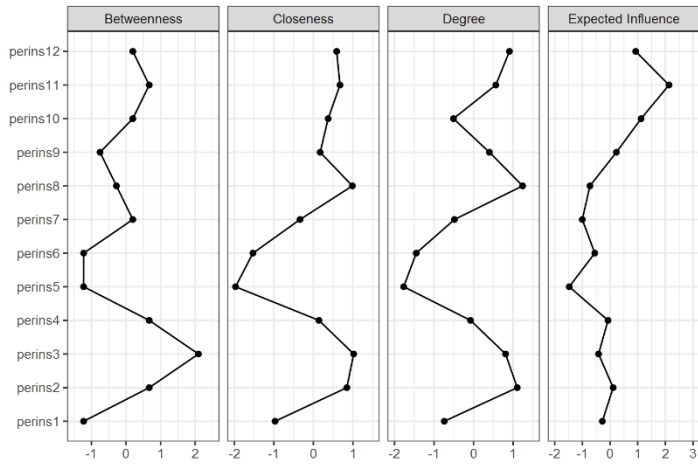 Betweenness Closeness Degree Expected Influence
perins12
perins11
perins10
perins9
perins8
perins7
perins6
perins5
perins4
perins3
perins2
perins1
-1 0 1 2 -2 -1 0 1 -2 -1 0 1 -2 -1 0 1 2 3